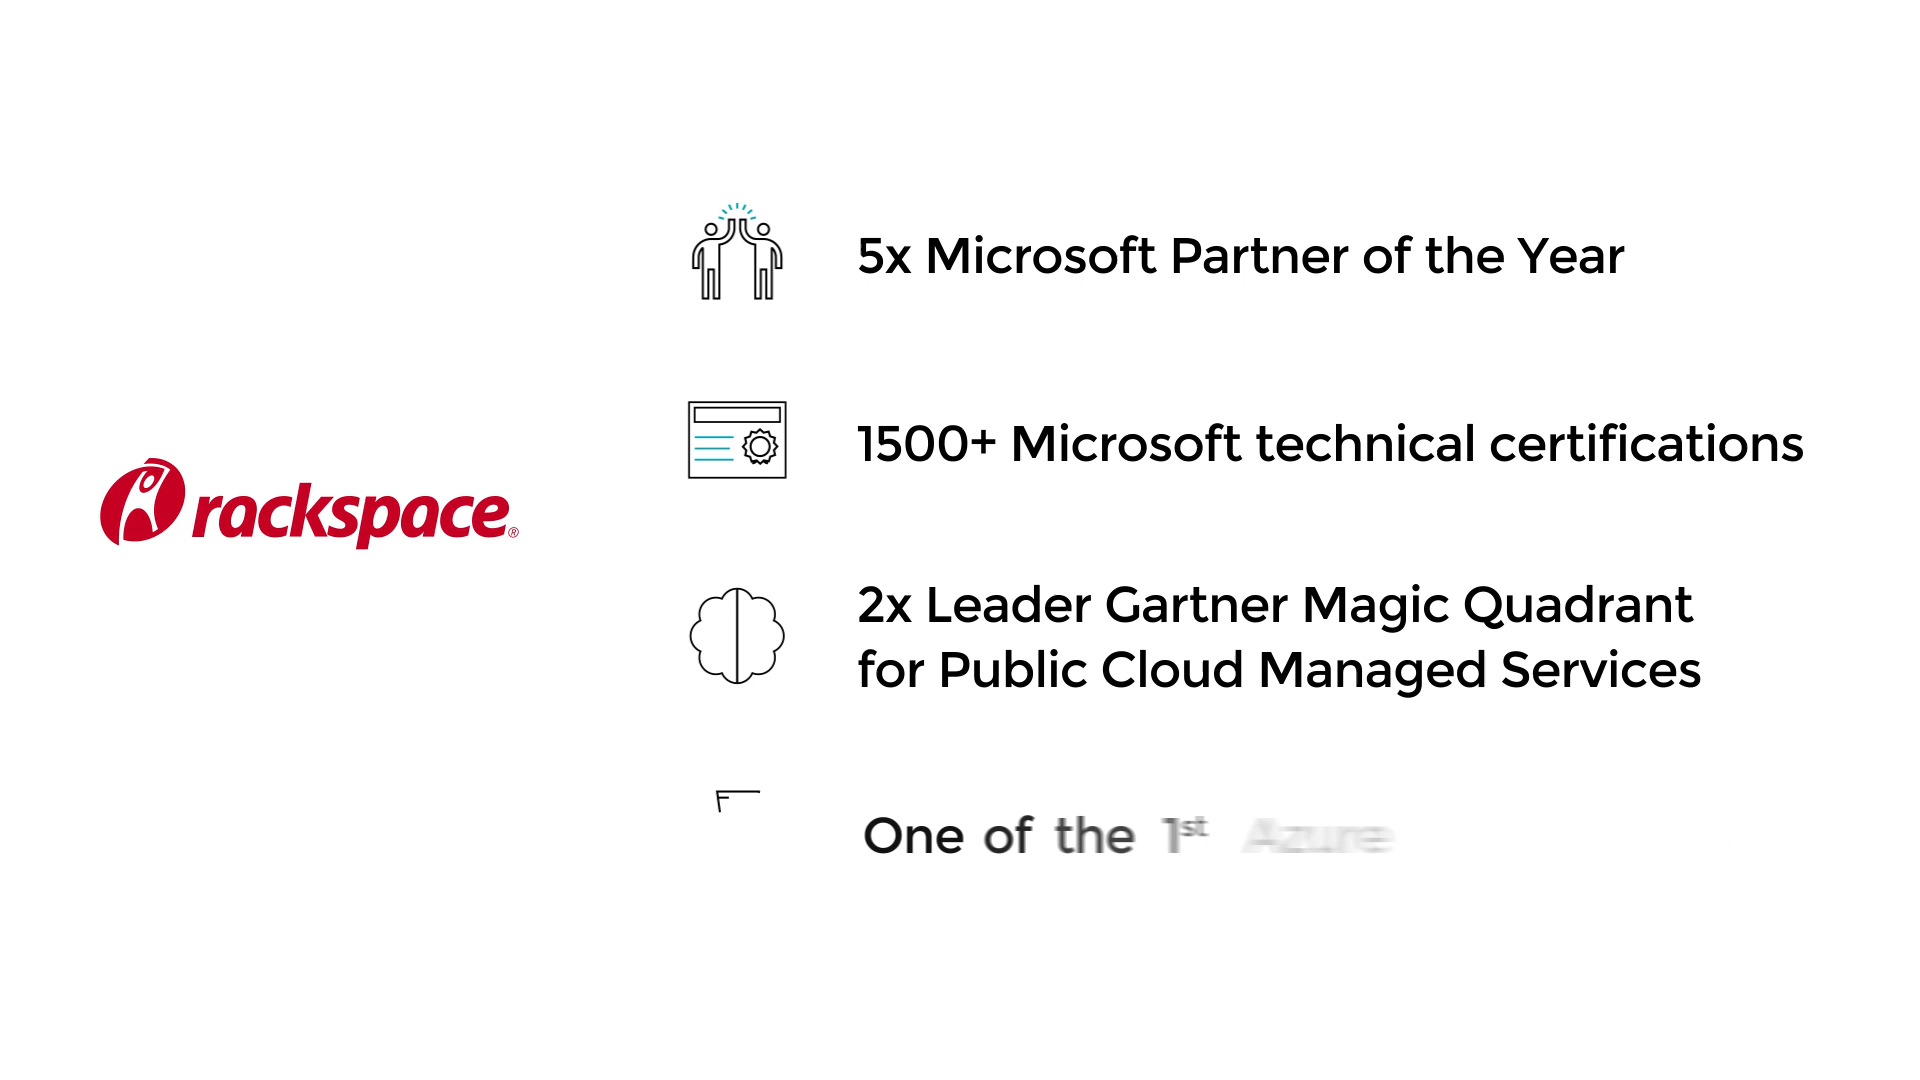 rackspace®
5x Microsoft Partner of the Year
1500+ Microsoft technical certifications
2x Leader Gartner Magic Quadrant
for Public Cloud Managed Services
One of the 1st Azure